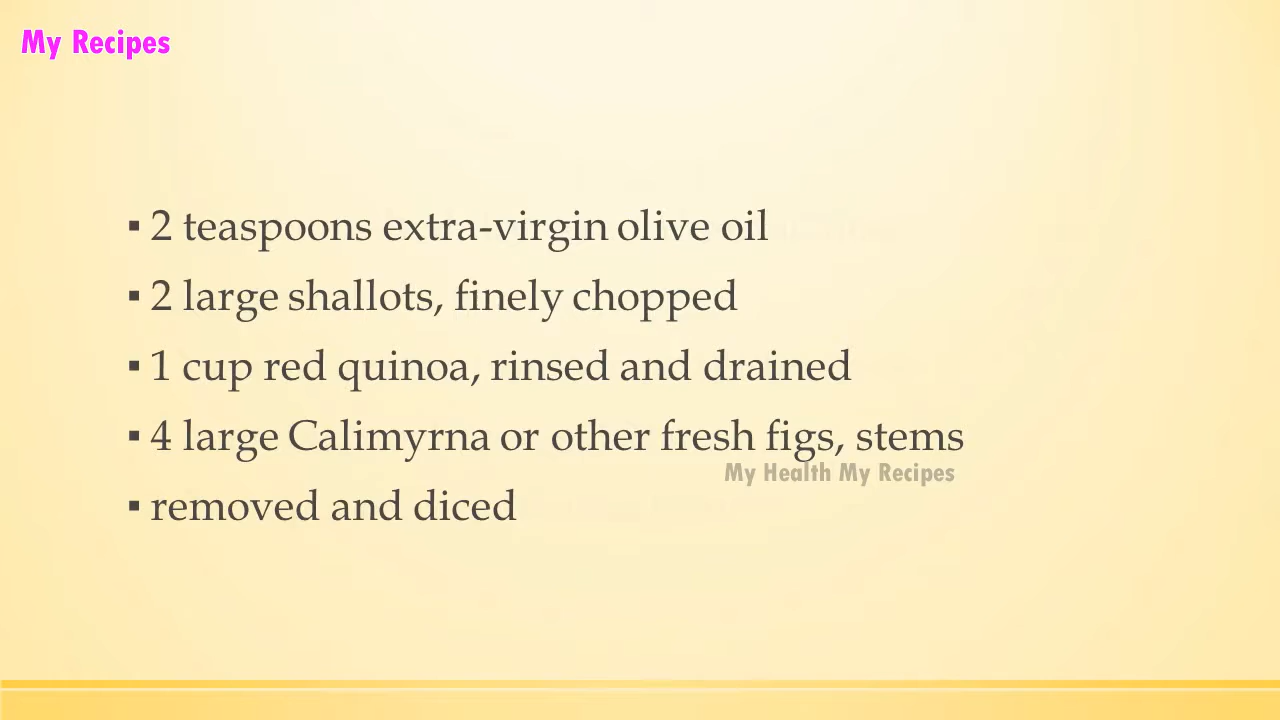 My Recipes
▪ 2 teaspoons extra-virgin olive oil
▪ 2 large shallots, finely chopped
▪ 1 cup red quinoa, rinsed and drained
▪ 4 large Calimyrna or other fresh figs, stems
My Health My Recipes
▪ removed and diced